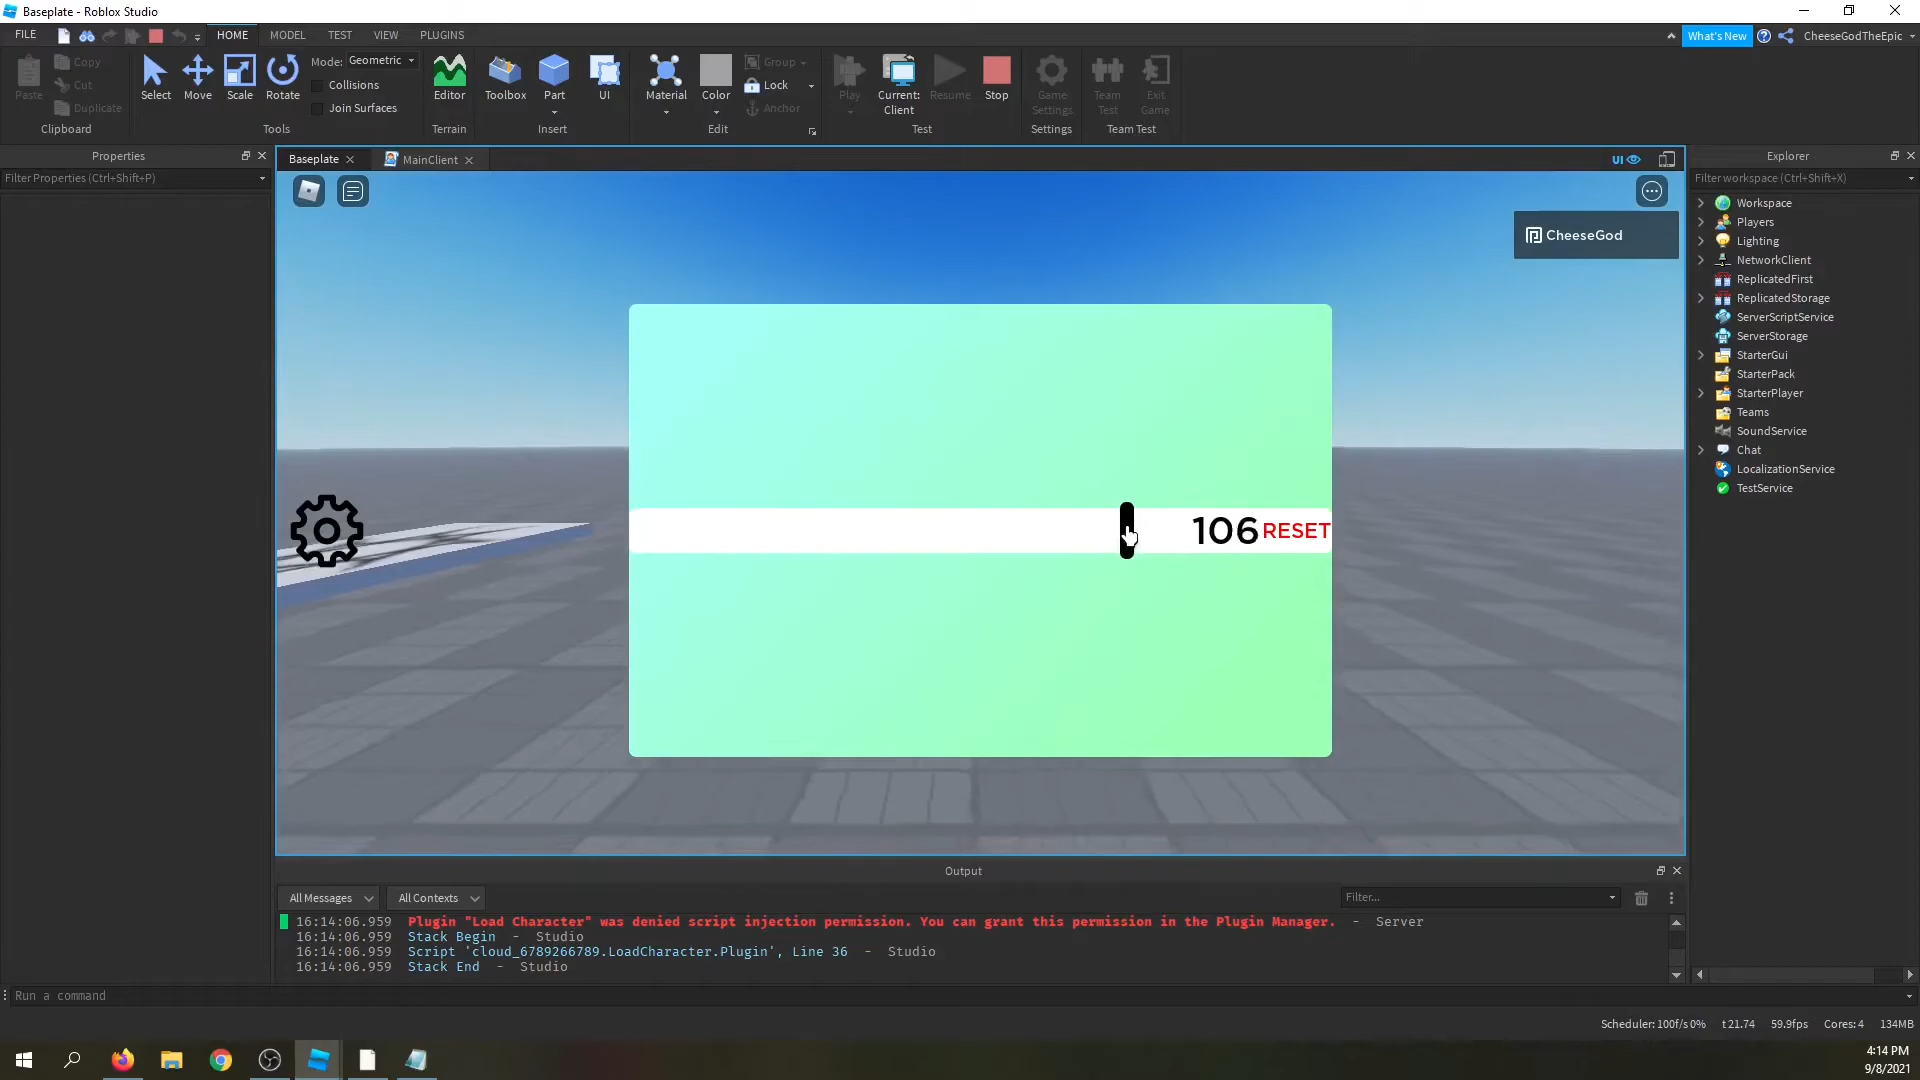 Baseplate - Roblox Studio
FILE HOME MODEL TEST VIEW PLUGINS What's New CheeseGodTheEpic
Paste Copy Cut Duplicate Clipboard
Select Move Scale Rotate Mode: Geometric Collisions Join Surfaces Tools
Editor Terrain
Toolbox Part UI Insert
Material Color Group Lock Anchor Edit
Play Current: Client Resume Stop Test
Game Settings Settings
Team Test Exit Game Team Test
Properties
Filter Properties (Ctrl+Shift+P)
Baseplate MainClient UI
CheeseGod
106 RESET
Explorer
Filter workspace (Ctrl+Shift+X)
Workspace
Players
Lighting
NetworkClient
ReplicatedFirst
ReplicatedStorage
ServerScriptService
ServerStorage
StarterGui
StarterPack
StarterPlayer
Teams
SoundService
Chat
LocalizationService
TestService
Output
All Messages All Contexts Filter...
16:14:06.959 Plugin "Load Character" was denied script injection permission. You can grant this permission in the Plugin Manager. - Server
16:14:06.959 Stack Begin - Studio
16:14:06.959 Script 'cloud_6789266789.LoadCharacter.Plugin', Line 36 - Studio
16:14:06.959 Stack End - Studio
Run a command
Scheduler: 100f/s 0% t 21.74 59.9fps Cores: 4 134MB
4:14 PM
9/8/2021